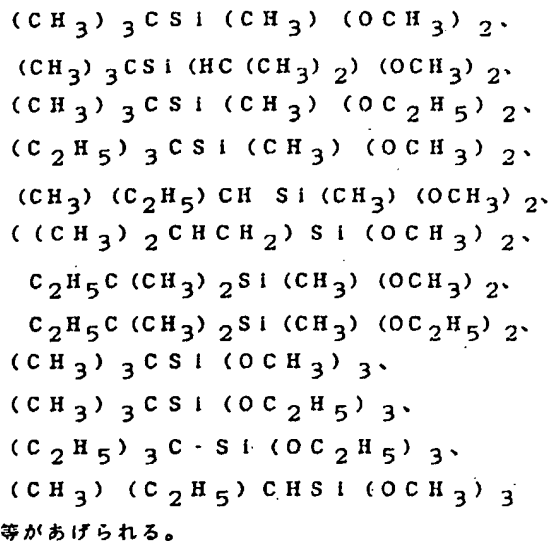 (CH₃)₃CSi(CH₃)(OCH₃)₂、
(CH₃)₃CSi(HC(CH₃)₂)(OCH₃)₂、
(CH₃)₃CSi(CH₃)(OC₂H₅)₂、
(C₂H₅)₃CSi(CH₃)(OCH₃)₂、
(CH₃)(C₂H₅)CH Si(CH₃)(OCH₃)₂、
((CH₃)₂CHCH₂)Si(OCH₃)₂、
C₂H₅C(CH₃)₂Si(CH₃)(OCH₃)₂、
C₂H₅C(CH₃)₂Si(CH₃)(OC₂H₅)₂、
(CH₃)₃CSi(OCH₃)₃、
(CH₃)₃CSi(OC₂H₅)₃、
(C₂H₅)₃C-Si(OC₂H₅)₃、
(CH₃)(C₂H₅)CHSi(OCH₃)₃
等があげられる。